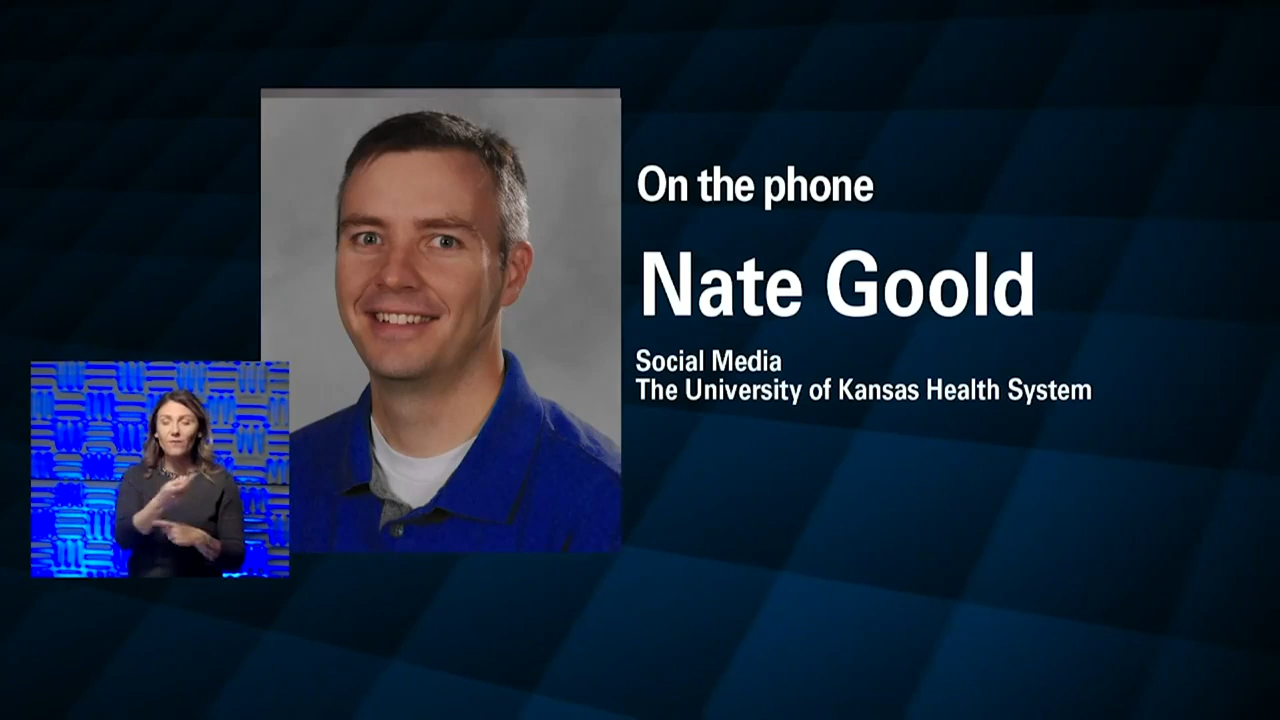 On the phone
Nate Goold
Social Media
The University of Kansas Health System